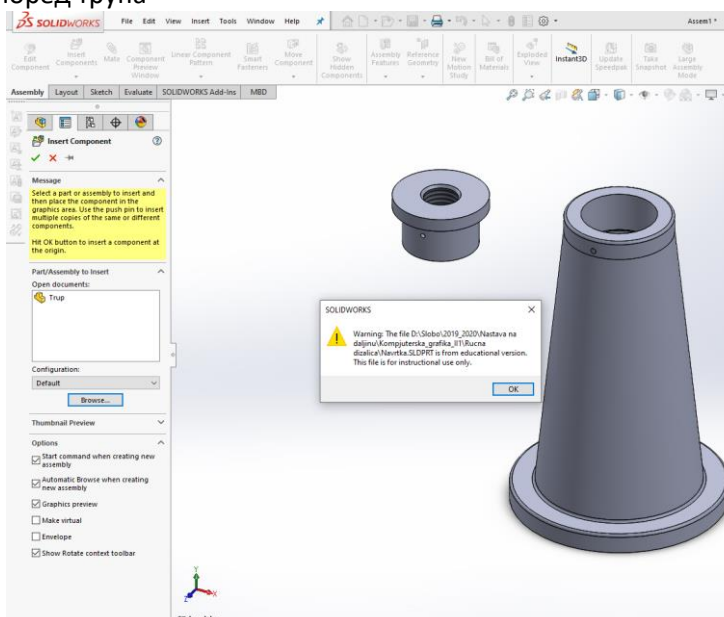 поред трупа
SOLIDWORKS File Edit View Insert Tools Window Help Assem1 *
Edit Component
Insert Components
Mate
Component Preview Window
Linear Component Pattern
Smart Fasteners
Move Component
Show Hidden Components
Assembly Features
Reference Geometry
New Motion Study
Bill of Materials
Exploded View
Instant3D
Update Speedpak
Take Snapshot
Large Assembly Mode
Assembly Layout Sketch Evaluate SOLIDWORKS Add-Ins MBD
Insert Component
Message
Select a part or assembly to insert and
then place the component in the
graphics area. Use the push pin to insert
multiple copies of the same or different
components.
Hit OK button to insert a component at
the origin.
Part/Assembly to Insert
Open documents:
Trup
Configuration:
Default
Browse...
Thumbnail Preview
Options
Start command when creating new
assembly
Automatic Browse when creating
new assembly
Graphics preview
Make virtual
Envelope
Show Rotate context toolbar
SOLIDWORKS
Warning: The file D:\Slobo\2019_2020\Nastava na
daljinu\Kompjuterska_grafika_II1\Rucna
dizalica\Navrtka.SLDPRT is from educational version.
This file is for instructional use only.
OK
Y
X
Z